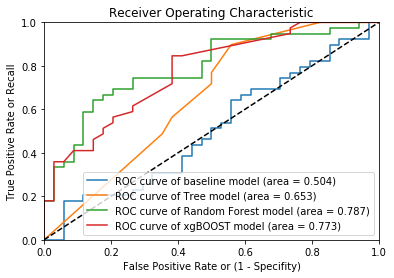 Receiver Operating Characteristic
True Positive Rate or Recall
1.0
0.8
0.6
0.4
0.2
0.0
ROC curve of baseline model (area = 0.504)
ROC curve of Tree model (area = 0.653)
ROC curve of Random Forest model (area = 0.787)
ROC curve of xgBOOST model (area = 0.773)
0.0 0.2 0.4 0.6 0.8 1.0
False Positive Rate or (1 - Specifity)